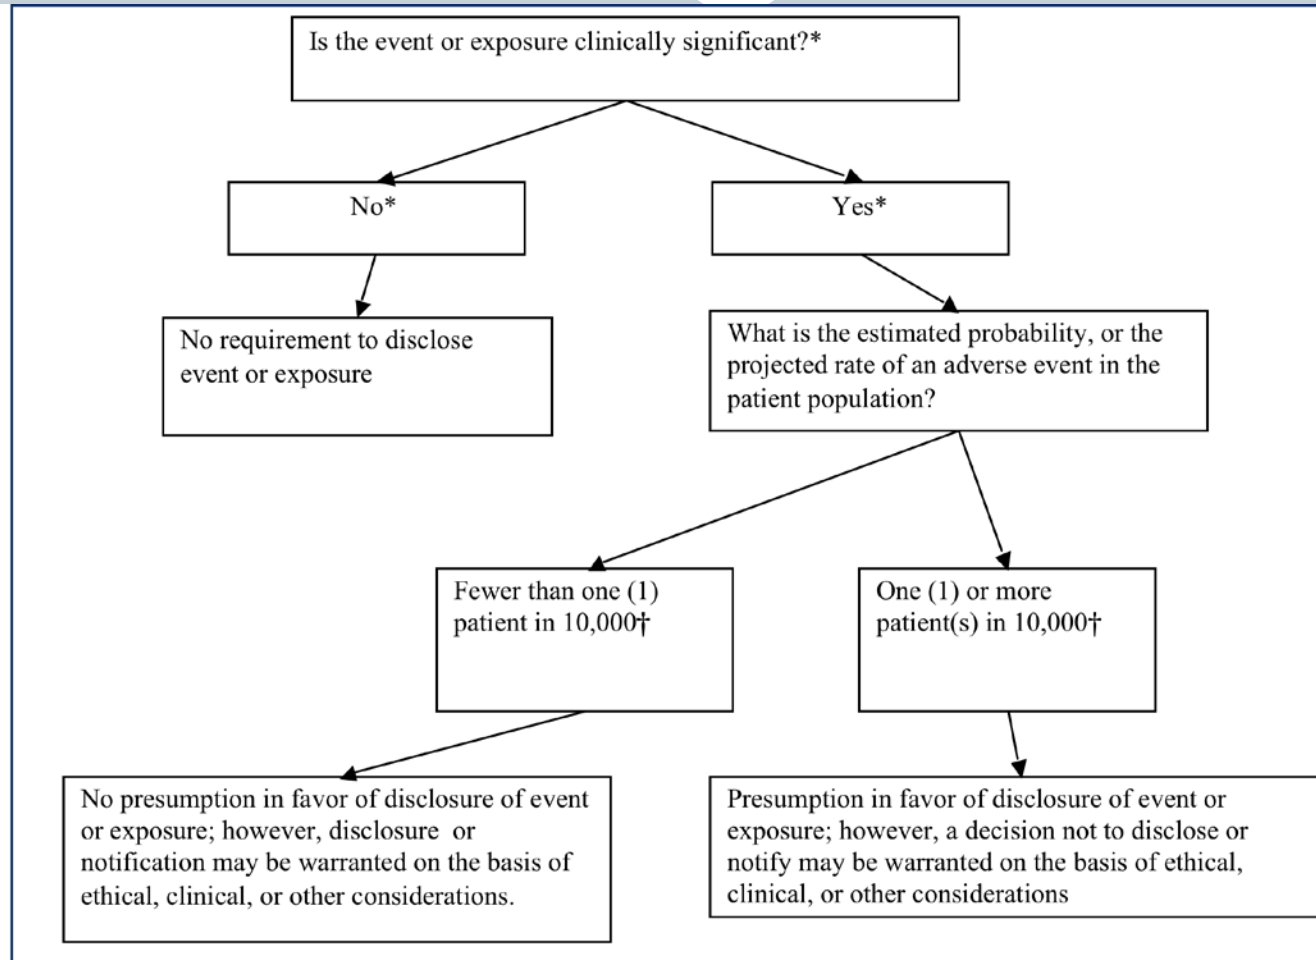 Is the event or exposure clinically significant?*
No*
Yes*
No requirement to disclose
event or exposure
What is the estimated probability, or the
projected rate of an adverse event in the
patient population?
Fewer than one (1)
patient in 10,000†
One (1) or more
patient(s) in 10,000†
No presumption in favor of disclosure of event
or exposure; however, disclosure or
notification may be warranted on the basis of
ethical, clinical, or other considerations.
Presumption in favor of disclosure of event or
exposure; however, a decision not to disclose or
notify may be warranted on the basis of ethical,
clinical, or other considerations